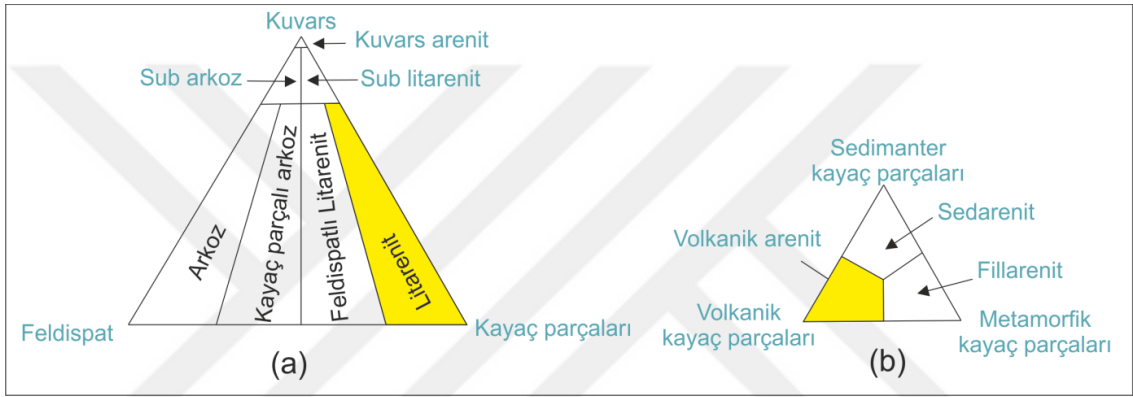 Kuvars
Kuvars arenit
Sub arkoz
Sub litarenit
Arkoz
Kayaç parçalı arkoz
Feldispatlı Litarenit
Litarenit
Feldispat
Kayaç parçaları
(a)
Sedimanter
kayaç parçaları
Sedarenit
Volkanik arenit
Fillarenit
Volkanik
kayaç parçaları
Metamorfik
kayaç parçaları
(b)